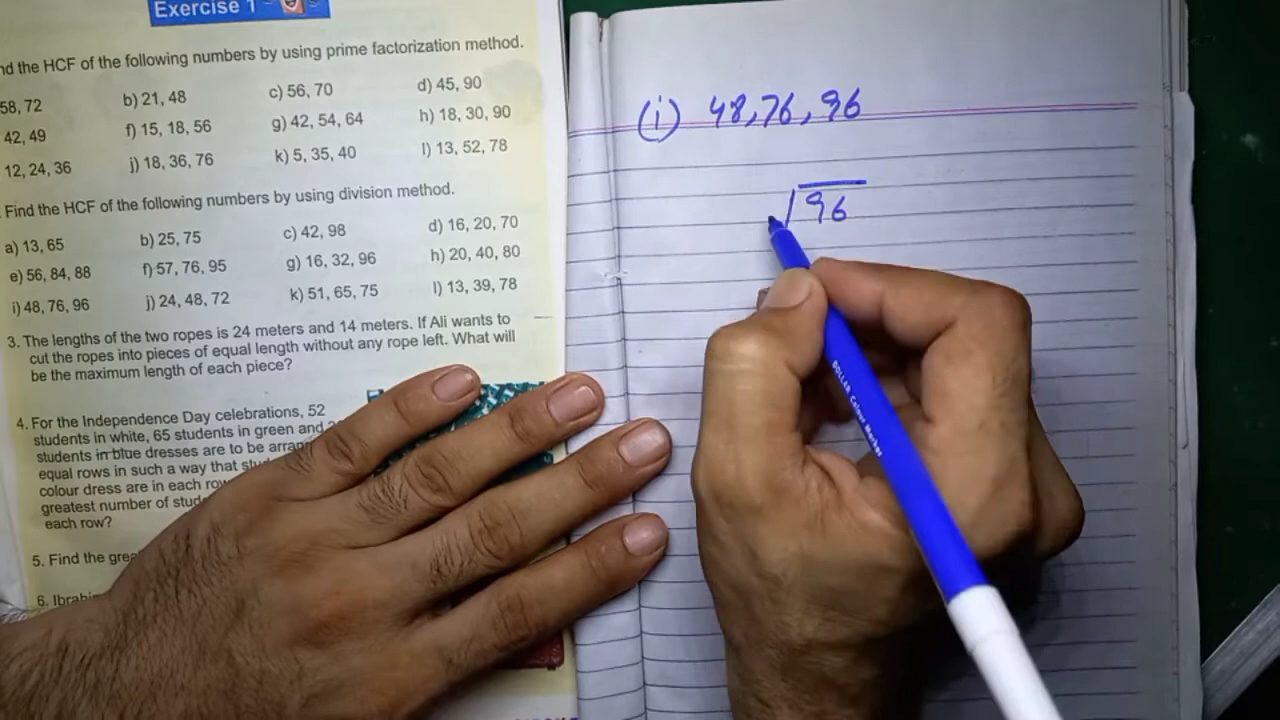 Exercise 1
nd the HCF of the following numbers by using prime factorization method.
58, 72 b) 21, 48 c) 56, 70 d) 45, 90
42, 49 f) 15, 18, 56 g) 42, 54, 64 h) 18, 30, 90
12, 24, 36 j) 18, 36, 76 k) 5, 35, 40 l) 13, 52, 78
Find the HCF of the following numbers by using division method.
a) 13, 65 b) 25, 75 c) 42, 98 d) 16, 20, 70
e) 56, 84, 88 f) 57, 76, 95 g) 16, 32, 96 h) 20, 40, 80
i) 48, 76, 96 j) 24, 48, 72 k) 51, 65, 75 l) 13, 39, 78
3. The lengths of the two ropes is 24 meters and 14 meters. If Ali wants to
cut the ropes into pieces of equal length without any rope left. What will
be the maximum length of each piece?
4. For the Independence Day celebrations, 52
students in white, 65 students in green and
students in blue dresses are to be arran
equal rows in such a way that stu
colour dress are in each row
greatest number of stud
each row?
5. Find the grea
6. Ibrahi
(i) 48, 76, 96
96
DOLLAR Colour Marker